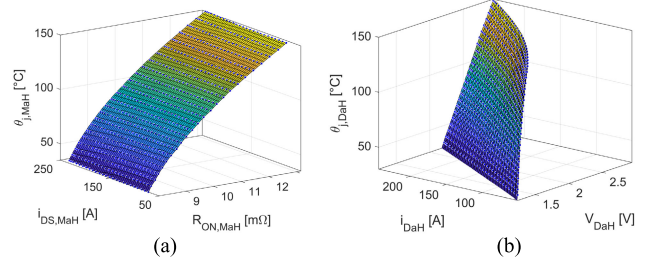 150
100
50
θj,MaH [°C]
250
150
50
iDS,MaH [A]
9
10
11
12
RON,MaH [mΩ]
(a)
150
100
50
θj,DaH [°C]
200
150
100
iDaH [A]
1.5
2
2.5
VDaH [V]
(b)